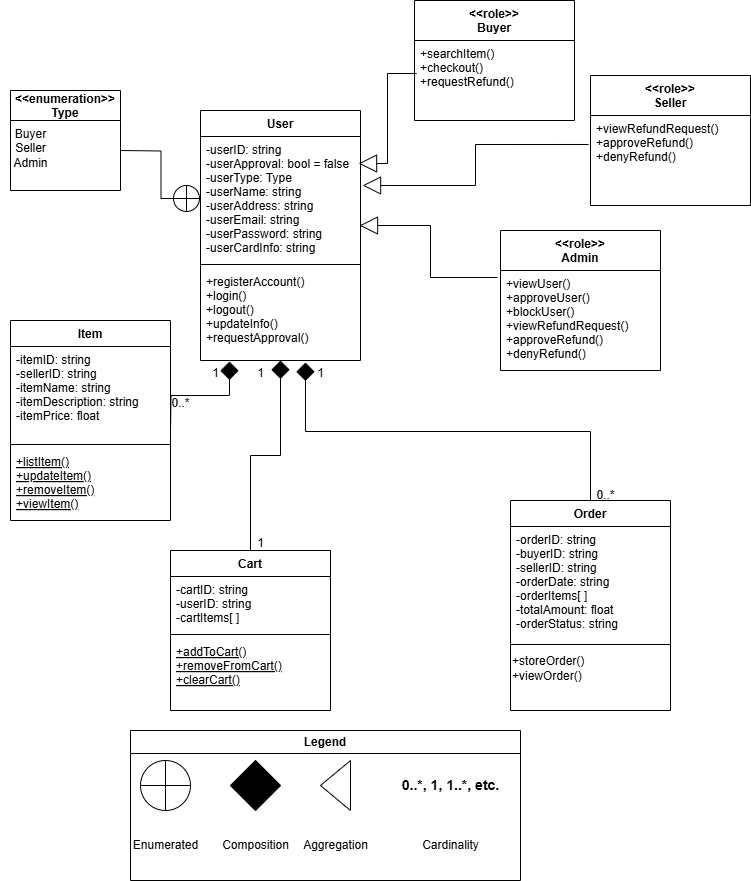 <<role>>
Buyer
+searchItem()
+checkout()
+requestRefund()
<<role>>
Seller
+viewRefundRequest()
+approveRefund()
+denyRefund()
<<enumeration>>
Type
Buyer
Seller
Admin
User
-userID: string
-userApproval: bool = false
-userType: Type
-userName: string
-userAddress: string
-userEmail: string
-userPassword: string
-userCardInfo: string
+registerAccount()
+login()
+logout()
+updateInfo()
+requestApproval()
<<role>>
Admin
+viewUser()
+approveUser()
+blockUser()
+viewRefundRequest()
+approveRefund()
+denyRefund()
Item
-itemID: string
-sellerID: string
-itemName: string
-itemDescription: string
-itemPrice: float
+listItem()
+updateItem()
+removeItem()
+viewItem()
1
1
1
0..*
0..*
1
Cart
-cartID: string
-userID: string
-cartItems[ ]
+addToCart()
+removeFromCart()
+clearCart()
Order
-orderID: string
-buyerID: string
-sellerID: string
-orderDate: string
-orderItems[ ]
-totalAmount: float
-orderStatus: string
+storeOrder()
+viewOrder()
Legend
0..*, 1, 1..*, etc.
Enumerated
Composition
Aggregation
Cardinality